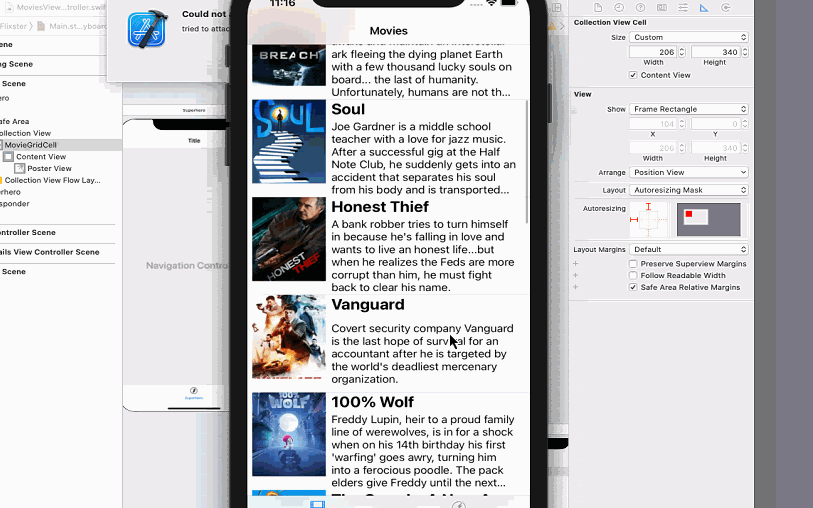 MoviesView...troller.swif
Flixster
Main.st...yboard
Could not a
tried to attac
11:16
Movies
BREACH
ark fleeing the dying planet Earth
with a few thousand lucky souls on
board... the last of humanity.
Unfortunately, humans are not th...
SOUL
Soul
Joe Gardner is a middle school
teacher with a love for jazz music.
After a successful gig at the Half
Note Club, he suddenly gets into an
accident that separates his soul
from his body and is transported...
HONEST THIEF
Honest Thief
A bank robber tries to turn himself
in because he's falling in love and
wants to live an honest life...but
when he realizes the Feds are more
corrupt than him, he must fight
back to clear his name.
Vanguard
Covert security company Vanguard
is the last hope of survival for an
accountant after he is targeted by
the world's deadliest mercenary
organization.
100% WOLF
100% Wolf
Freddy Lupin, heir to a proud family
line of werewolves, is in for a shock
when on his 14th birthday his first
'warfing' goes awry, turning him
into a ferocious poodle. The pack
elders give Freddy until the next...
ene
ng Scene
Scene
ero
afe Area
ollection View
MovieGridCell
Content View
Poster View
Collection View Flow Lay...
erhero
sponder
ontroller Scene
ails View Controller Scene
Scene
Superhero
Title
Navigation Contro
Superhero
Collection View Cell
Size Custom
206 340
Width Height
Content View
View
Show Frame Rectangle
104 0
X Y
206 340
Width Height
Arrange Position View
Layout Autoresizing Mask
Autoresizing
Layout Margins Default
Preserve Superview Margins
Follow Readable Width
Safe Area Relative Margins